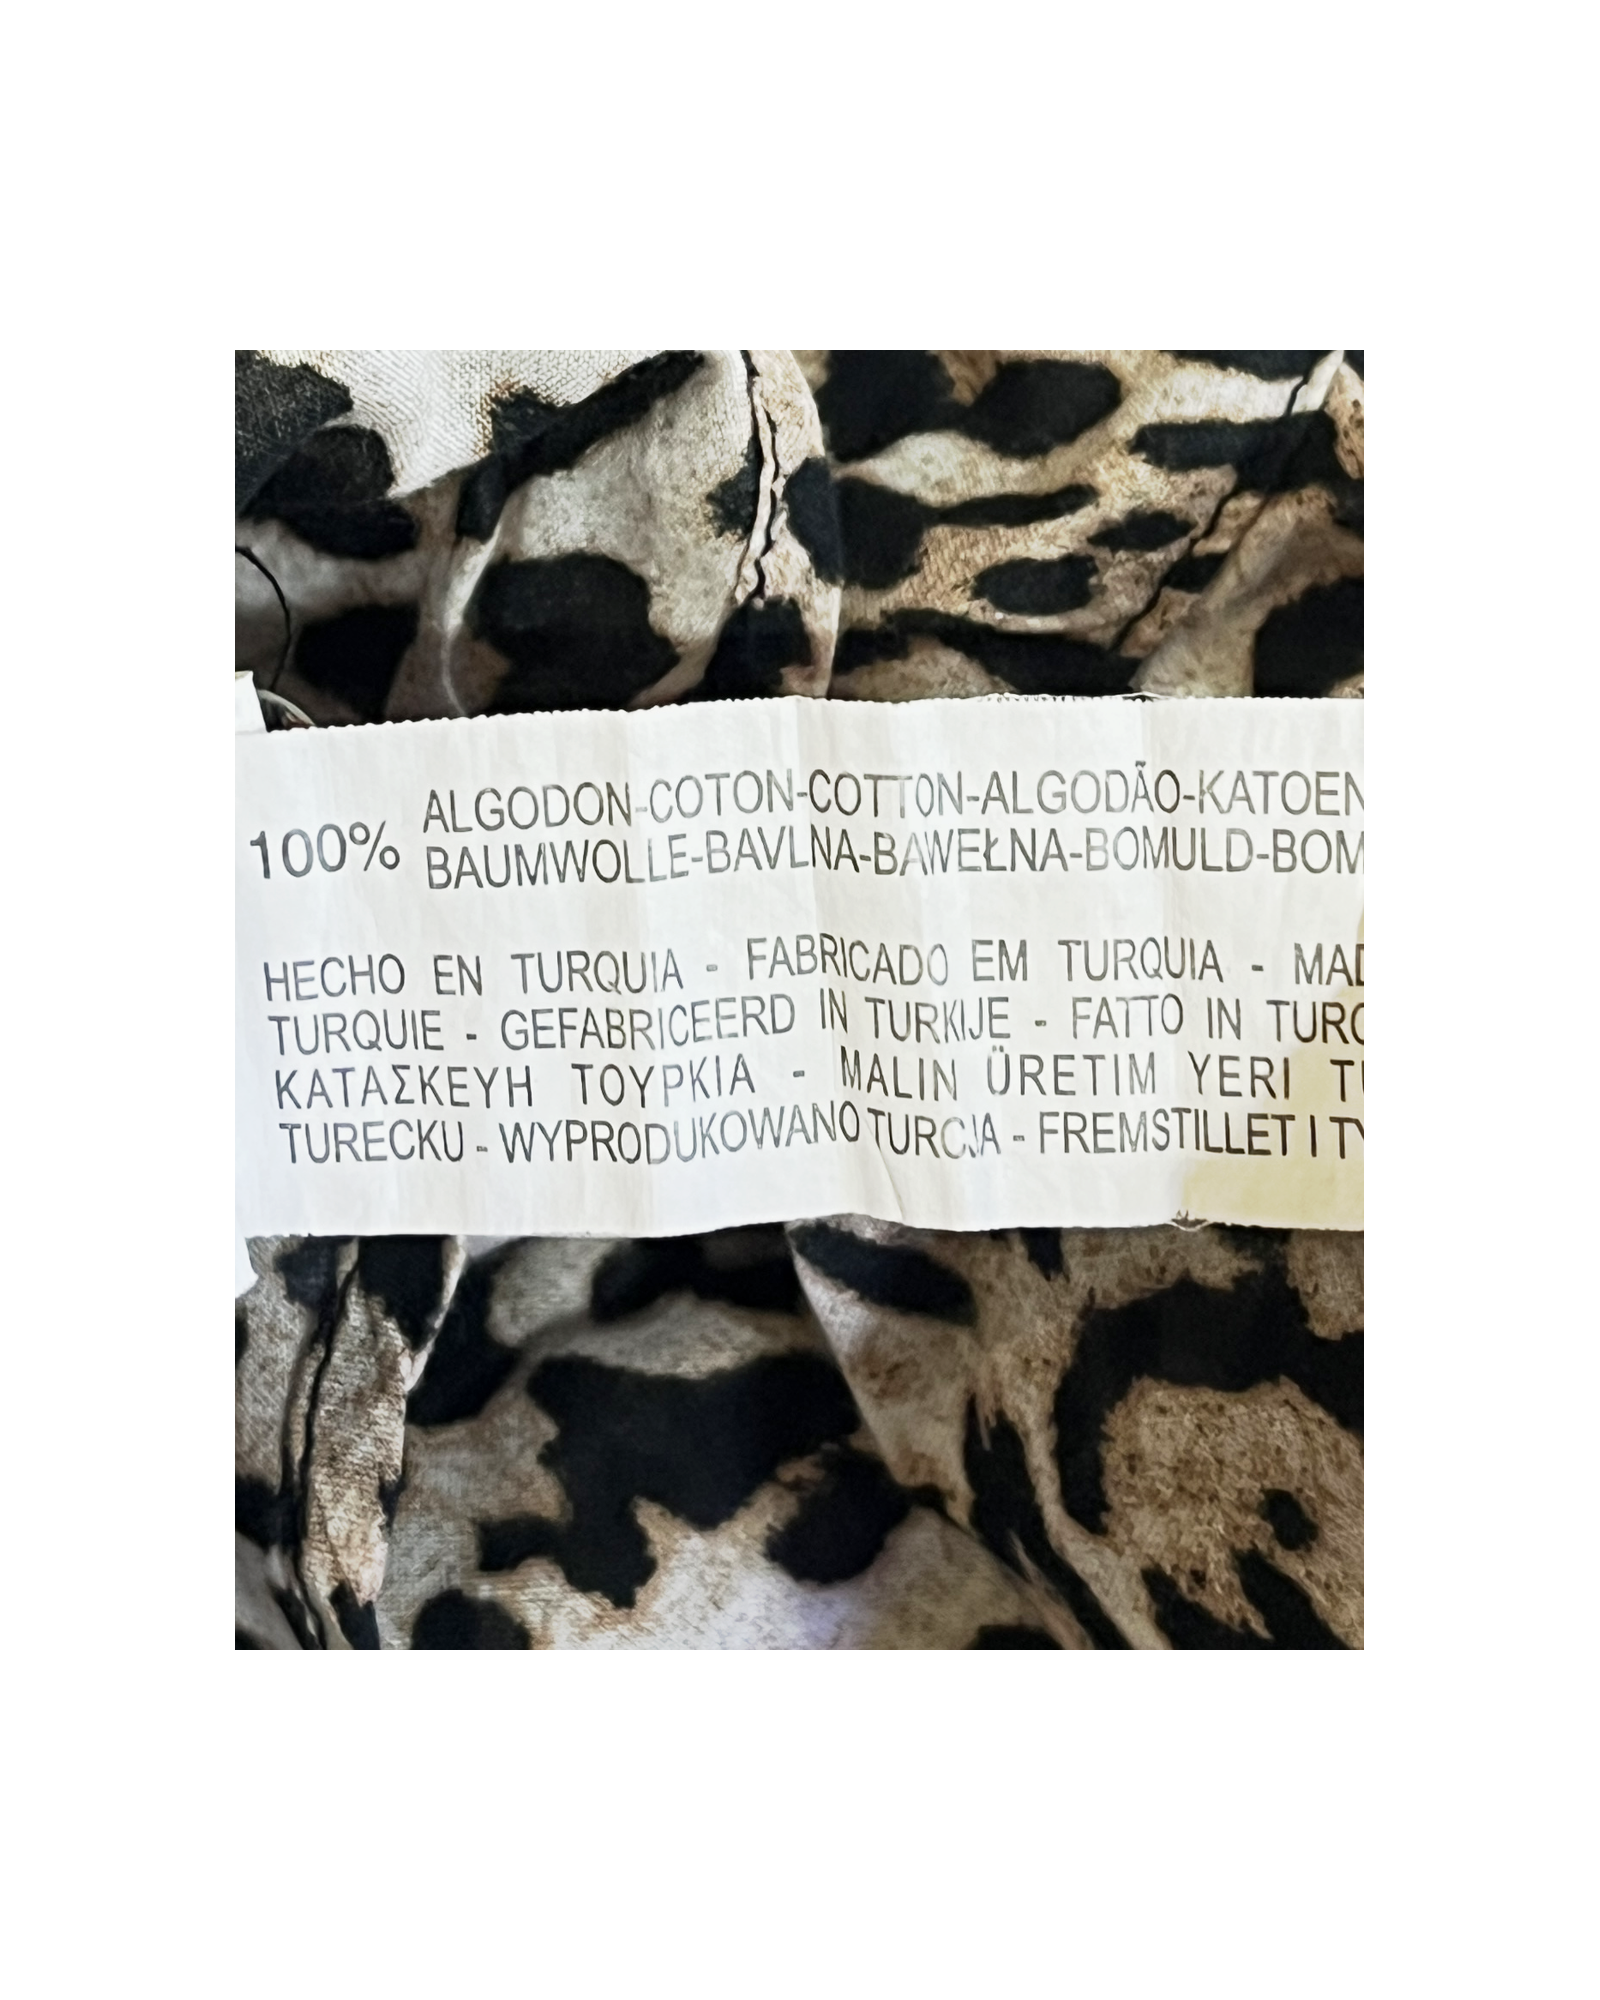 100% ALGODON-COTON-COTTON-ALGODÃO-KATOEN
BAUMWOLLE-BAVLNA-BAWEŁNA-BOMULD-BOM
HECHO EN TURQUIA - FABRICADO EM TURQUIA - MAD
TURQUIE - GEFABRICEERD IN TURKIJE - FATTO IN TURC
ΚΑΤΑΣΚΕΥΗ ΤΟΥΡΚΙΑ - MALIN ÜRETIM YERI TU
TURECKU - WYPRODUKOWANO TURCJA - FREMSTILLET I TY